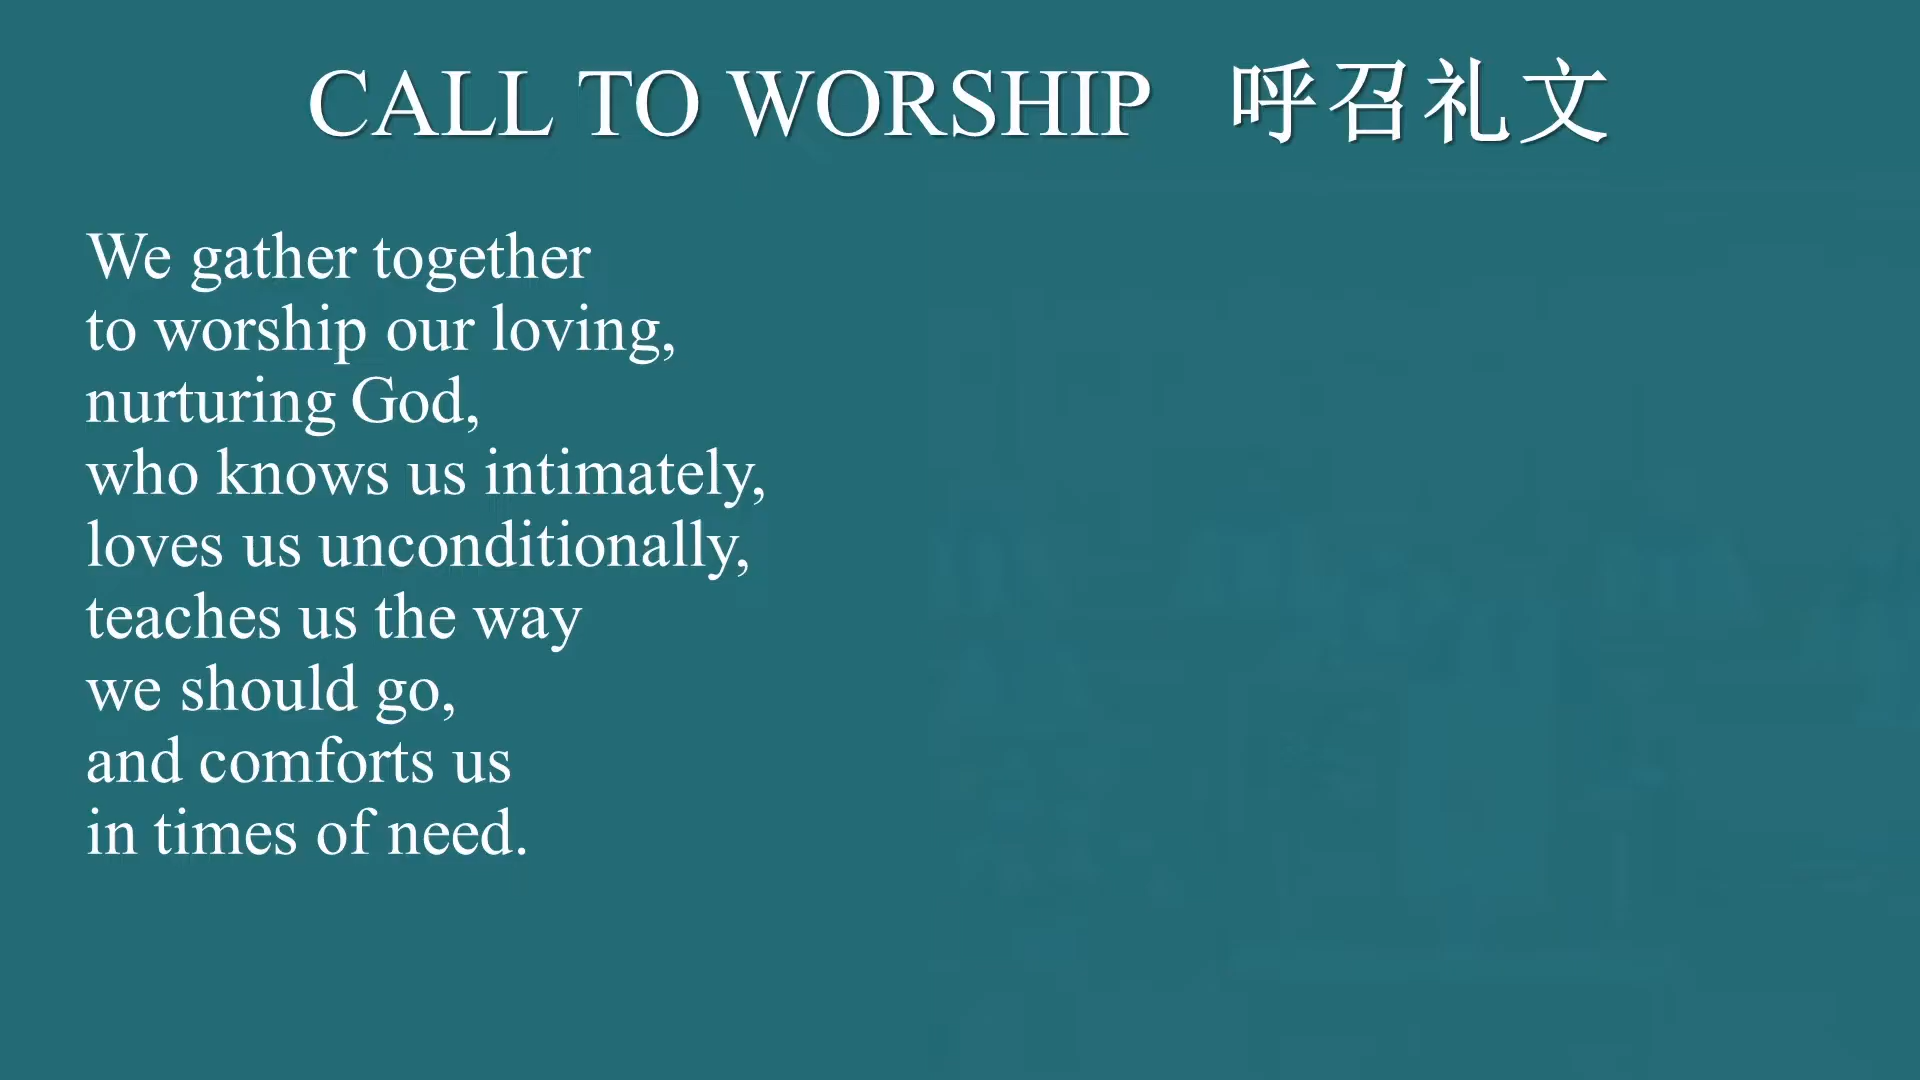 CALL TO WORSHIP 呼召礼文
We gather together
to worship our loving,
nurturing God,
who knows us intimately,
loves us unconditionally,
teaches us the way
we should go,
and comforts us
in times of need.